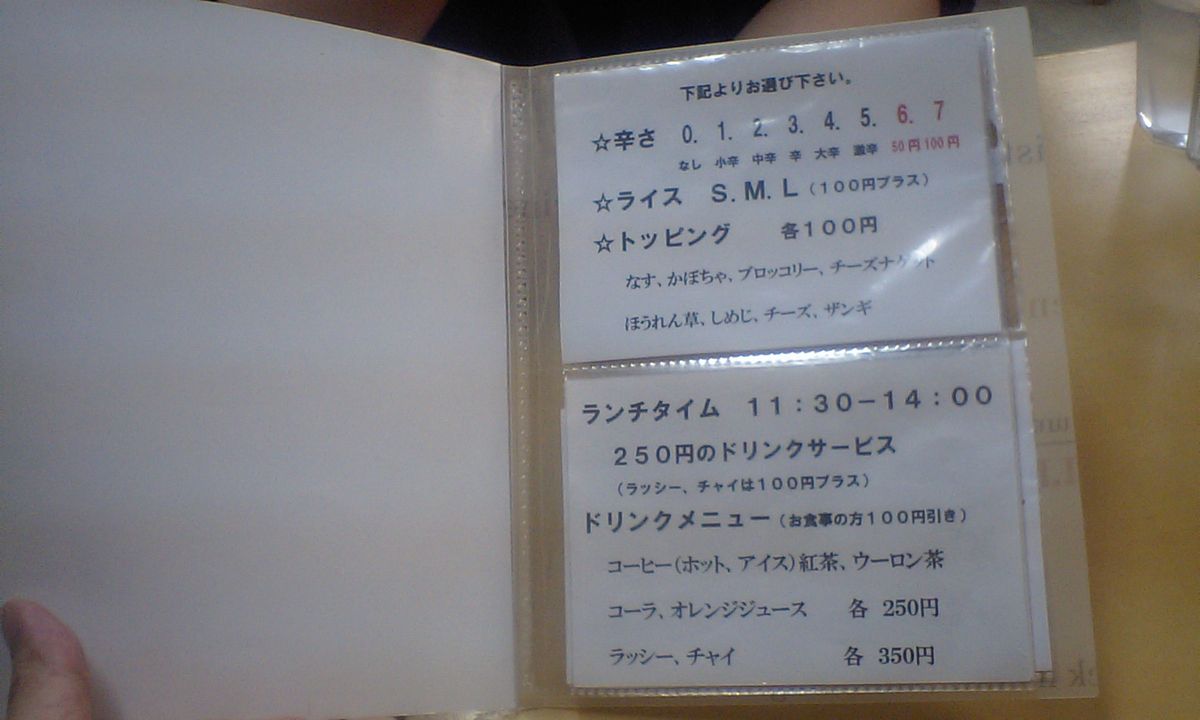 下記よりお選び下さい。
☆辛さ 0. 1. 2. 3. 4. 5. 6. 7
なし 小辛 中辛 辛 大辛 激辛 50円 100円
☆ライス S.M.L(100円プラス)
☆トッピング 各100円
なす、かぼちゃ、ブロッコリー、チーズナゲット
ほうれん草、しめじ、チーズ、ザンギ
ランチタイム 11:30−14:00
250円のドリンクサービス
(ラッシー、チャイは100円プラス)
ドリンクメニュー(お食事の方100円引き)
コーヒー(ホット、アイス)紅茶、ウーロン茶
コーラ、オレンジジュース 各 250円
ラッシー、チャイ 各 350円